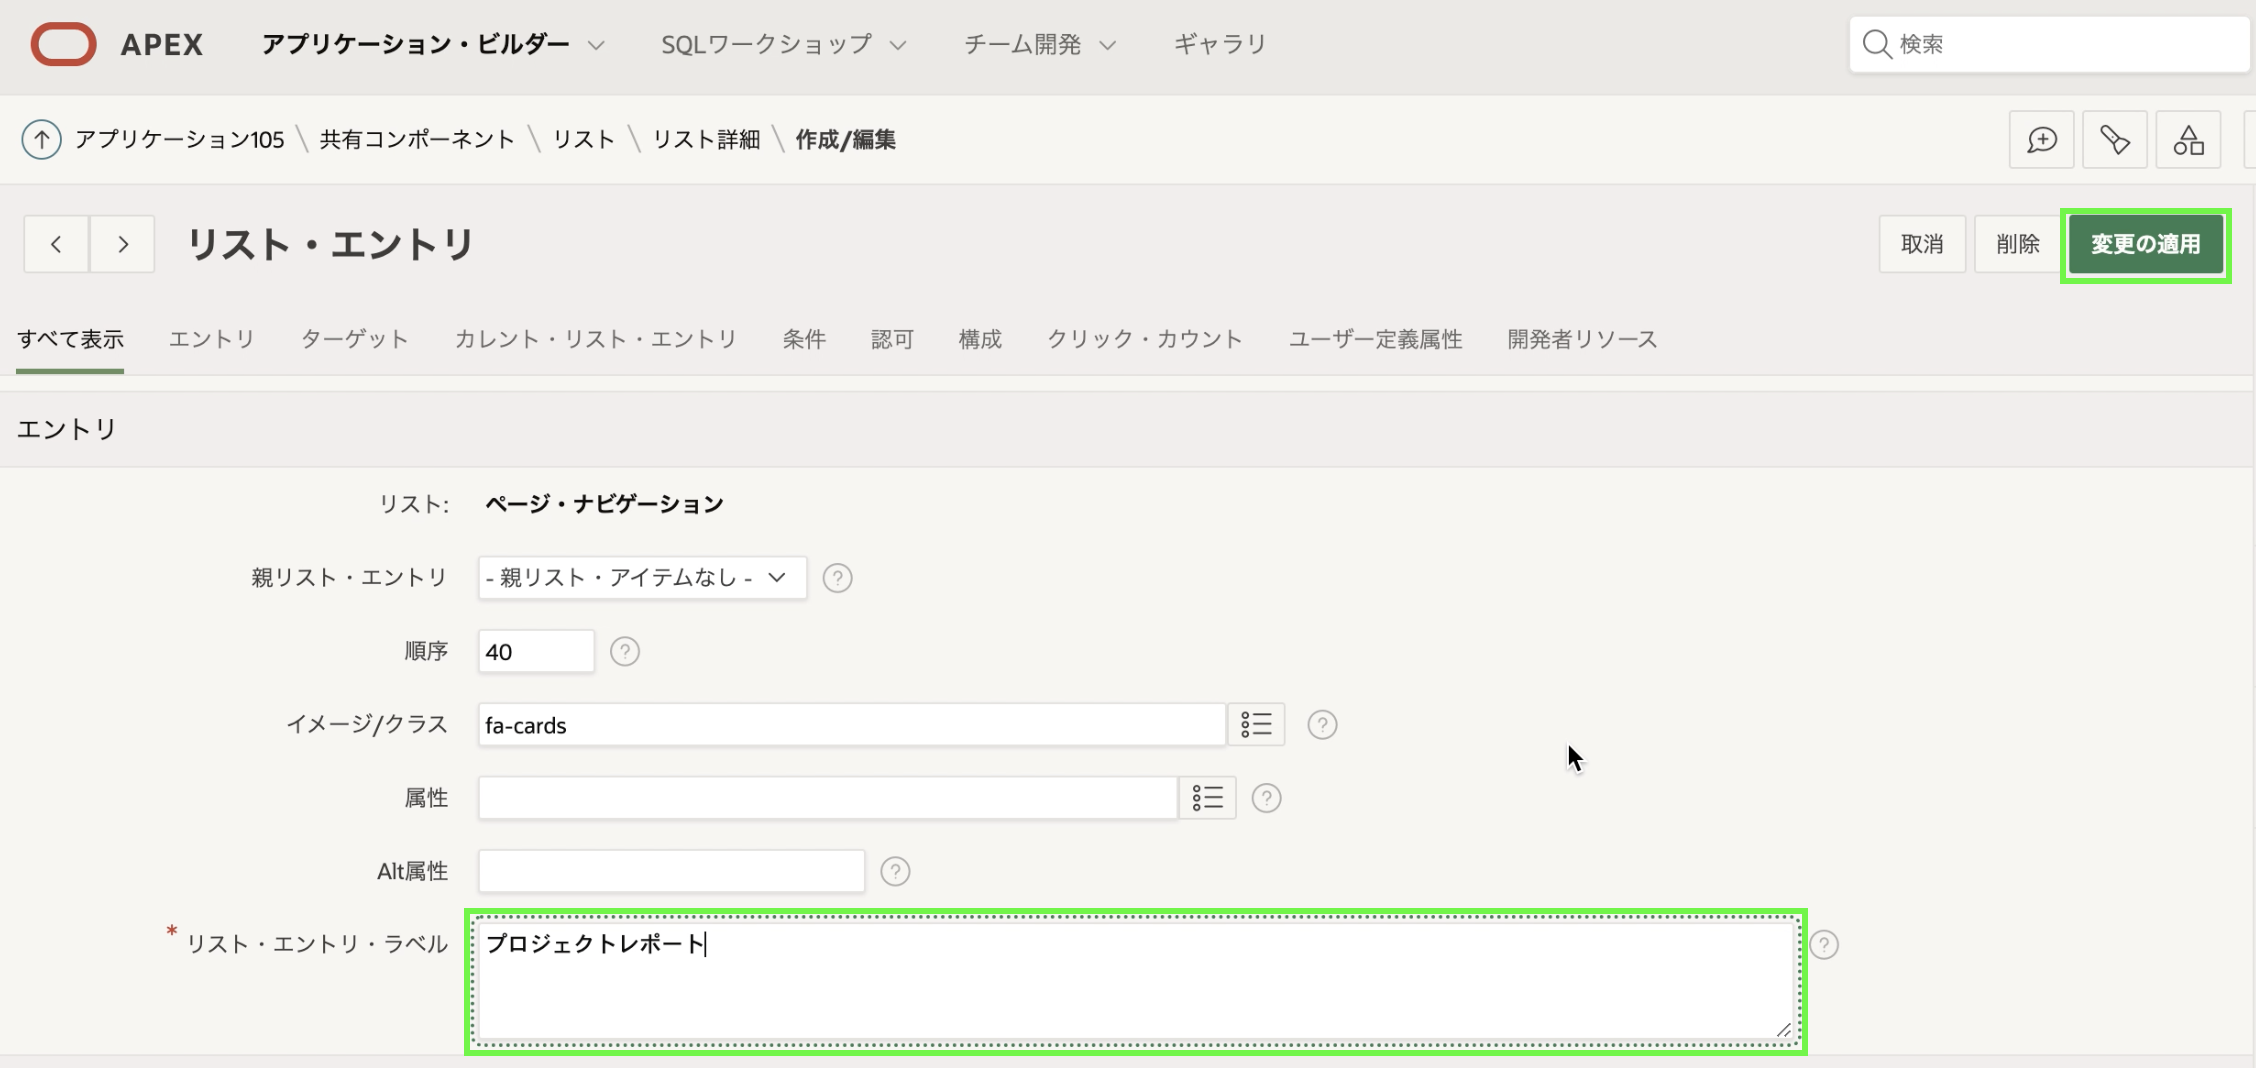 APEX アプリケーション・ビルダー SQLワークショップ チーム開発 ギャラリ 検索
アプリケーション105 \ 共有コンポーネント \ リスト \ リスト詳細 \ 作成/編集
リスト・エントリ 取消 削除 変更の適用
すべて表示 エントリ ターゲット カレント・リスト・エントリ 条件 認可 構成 クリック・カウント ユーザー定義属性 開発者リソース
エントリ
リスト: ページ・ナビゲーション
親リスト・エントリ - 親リスト・アイテムなし - ?
順序 40 ?
イメージ/クラス fa-cards ?
属性 ?
Alt属性 ?
* リスト・エントリ・ラベル プロジェクトレポート ?